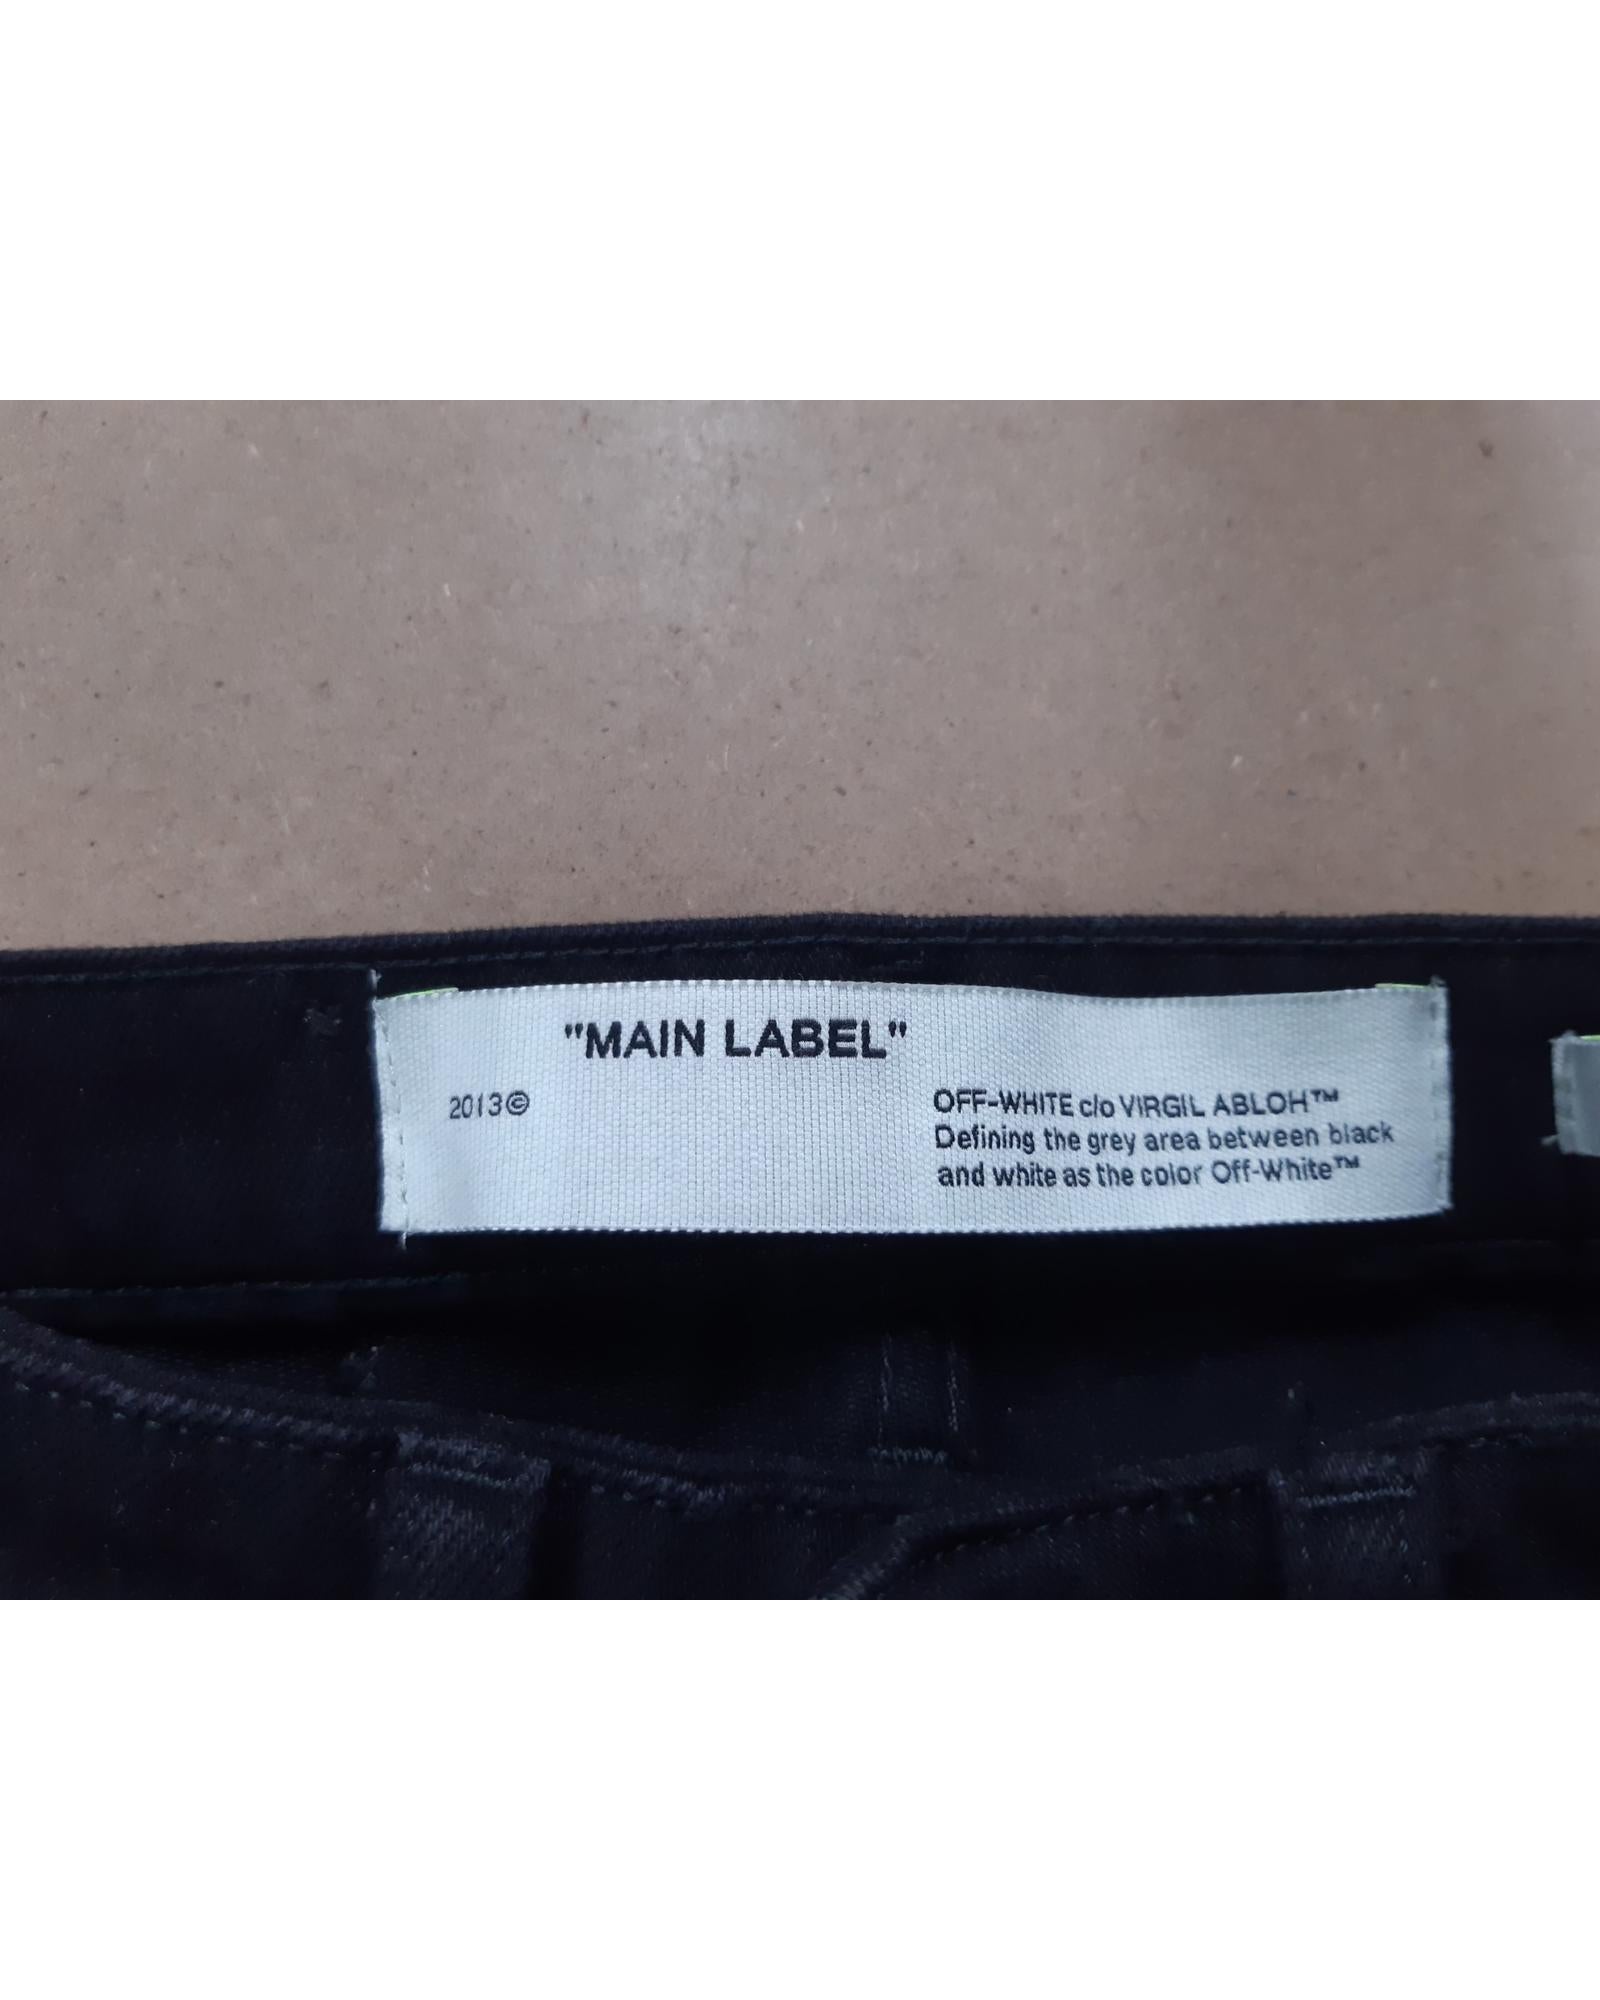 "MAIN LABEL"
2013©
OFF-WHITE c/o VIRGIL ABLOH™
Defining the grey area between black
and white as the color Off-White™